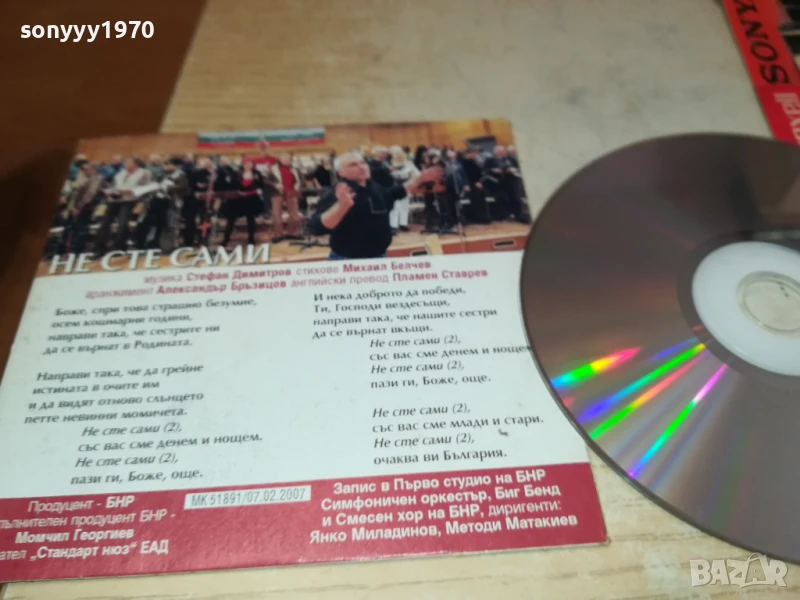 sonyyy1970
SONY
НЕ СТЕ САМИ
музика Стефан Димитров стихове Михаил Белчев
аранжимент Александър Бръзицов английски превод Пламен Ставрев
Боже, спри това страшно безумие,
осем кошмарни години,
направи така, че сестрите ни
да се върнат в Родината.
Направи така, че да грейне
истината в очите им
и да видят отново слънцето
петте невинни момичета.
Не сте сами (2),
със вас сме денем и нощем.
Не сте сами (2),
пази ги, Боже, още.
И нека доброто да победи,
Ти, Господи вездесъщи,
направи така, че нашите сестри
да се върнат вкъщи.
Не сте сами (2),
със вас сме денем и нощем
Не сте сами (2),
пази ги, Боже, още.
Не сте сами (2),
със вас сме млади и стари.
Не сте сами (2),
очаква ви България.
Продуцент - БНР
пълнителен продуцент БНР -
Момчил Георгиев
ател „Стандарт нюз" ЕАД
МК 51891/07.02.2007
Запис в Първо студио на БНР
Симфоничен оркестър, Биг Бенд
и Смесен хор на БНР, диригенти:
Янко Миладинов, Методи Матакиев
BAZAR